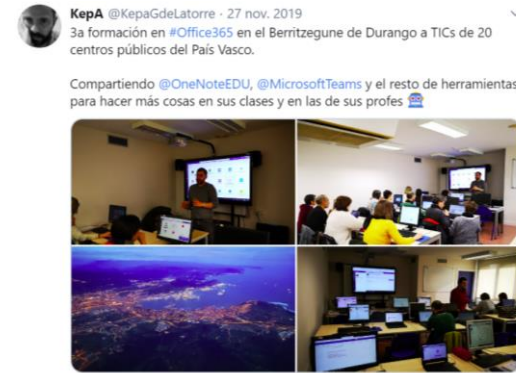 KepA @KepaGdeLatorre · 27 nov. 2019
3a formación en #Office365 en el Berritzegune de Durango a TICs de 20
centros públicos del País Vasco.
Compartiendo @OneNoteEDU, @MicrosoftTeams y el resto de herramientas
para hacer más cosas en sus clases y en las de sus profes